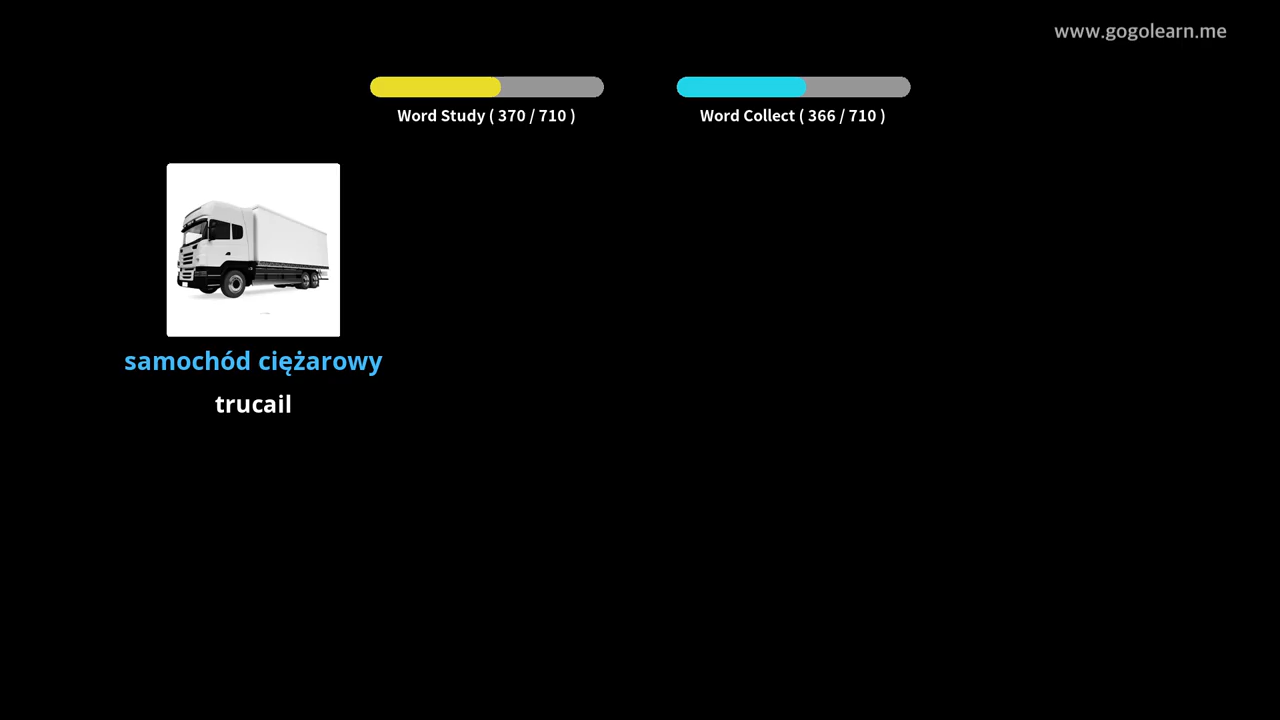 www.gogolearn.me
Word Study ( 370 / 710 )
Word Collect ( 366 / 710 )
samochód ciężarowy
trucail